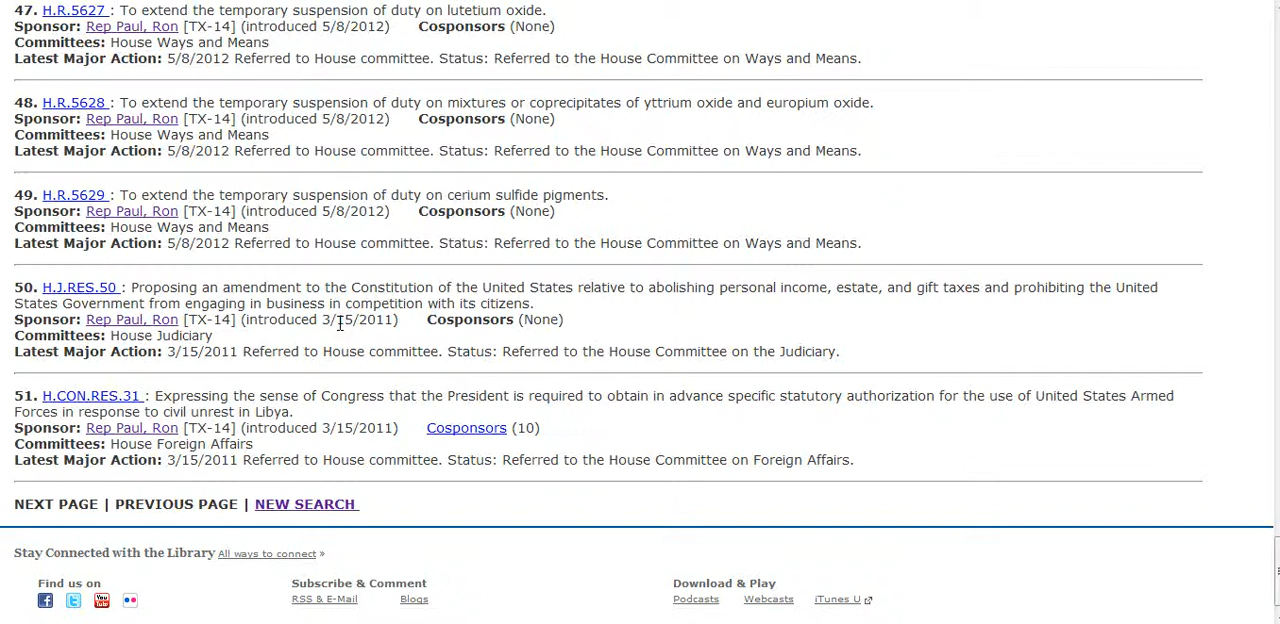 47. H.R.5627 : To extend the temporary suspension of duty on lutetium oxide.
Sponsor: Rep Paul, Ron [TX-14] (introduced 5/8/2012) Cosponsors (None)
Committees: House Ways and Means
Latest Major Action: 5/8/2012 Referred to House committee. Status: Referred to the House Committee on Ways and Means.
48. H.R.5628 : To extend the temporary suspension of duty on mixtures or coprecipitates of yttrium oxide and europium oxide.
Sponsor: Rep Paul, Ron [TX-14] (introduced 5/8/2012) Cosponsors (None)
Committees: House Ways and Means
Latest Major Action: 5/8/2012 Referred to House committee. Status: Referred to the House Committee on Ways and Means.
49. H.R.5629 : To extend the temporary suspension of duty on cerium sulfide pigments.
Sponsor: Rep Paul, Ron [TX-14] (introduced 5/8/2012) Cosponsors (None)
Committees: House Ways and Means
Latest Major Action: 5/8/2012 Referred to House committee. Status: Referred to the House Committee on Ways and Means.
50. H.J.RES.50 : Proposing an amendment to the Constitution of the United States relative to abolishing personal income, estate, and gift taxes and prohibiting the United
States Government from engaging in business in competition with its citizens.
Sponsor: Rep Paul, Ron [TX-14] (introduced 3/15/2011) Cosponsors (None)
Committees: House Judiciary
Latest Major Action: 3/15/2011 Referred to House committee. Status: Referred to the House Committee on the Judiciary.
51. H.CON.RES.31 : Expressing the sense of Congress that the President is required to obtain in advance specific statutory authorization for the use of United States Armed
Forces in response to civil unrest in Libya.
Sponsor: Rep Paul, Ron [TX-14] (introduced 3/15/2011) Cosponsors (10)
Committees: House Foreign Affairs
Latest Major Action: 3/15/2011 Referred to House committee. Status: Referred to the House Committee on Foreign Affairs.
NEXT PAGE | PREVIOUS PAGE | NEW SEARCH
Stay Connected with the Library All ways to connect »
Find us on Subscribe & Comment Download & Play
You Tube RSS & E-Mail Blogs Podcasts Webcasts iTunes U